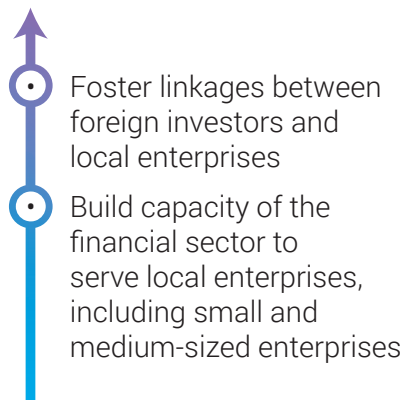 Foster linkages between
foreign investors and
local enterprises
Build capacity of the
financial sector to
serve local enterprises,
including small and
medium-sized enterprises